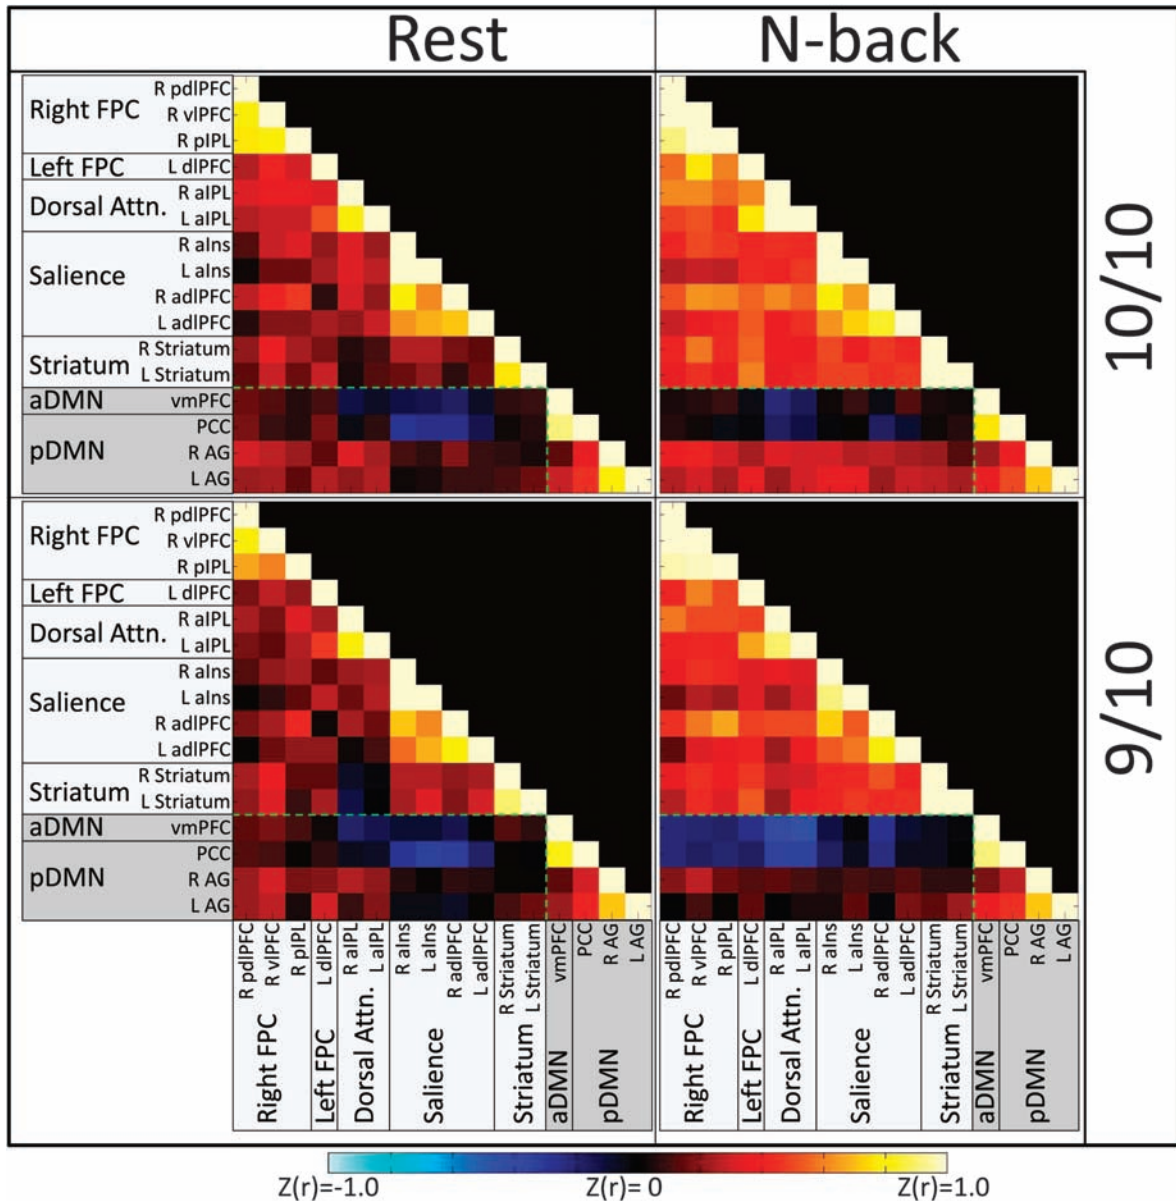 Rest N-back
Right FPC
R pdlPFC
R vlPFC
R pIPL
Left FPC L dlPFC
Dorsal Attn.
R aIPL
L aIPL
Salience
R aIns
L aIns
R adlPFC
L adlPFC
Striatum
R Striatum
L Striatum
aDMN vmPFC
pDMN
PCC
R AG
L AG
10/10
Right FPC
R pdlPFC
R vlPFC
R pIPL
Left FPC L dlPFC
Dorsal Attn.
R aIPL
L aIPL
Salience
R aIns
L aIns
R adlPFC
L adlPFC
Striatum
R Striatum
L Striatum
aDMN vmPFC
pDMN
PCC
R AG
L AG
9/10
R pdlPFC
R vlPFC
R pIPL
L dlPFC
R aIPL
L aIPL
R aIns
L aIns
R adlPFC
L adlPFC
R Striatum
L Striatum
vmPFC
PCC
R AG
L AG
Right FPC
Left FPC
Dorsal Attn.
Salience
Striatum
aDMN
pDMN
R pdlPFC
R vlPFC
R pIPL
L dlPFC
R aIPL
L aIPL
R aIns
L aIns
R adlPFC
L adlPFC
R Striatum
L Striatum
vmPFC
PCC
R AG
L AG
Right FPC
Left FPC
Dorsal Attn.
Salience
Striatum
aDMN
pDMN
Z(r)=-1.0 Z(r)= 0 Z(r)=1.0